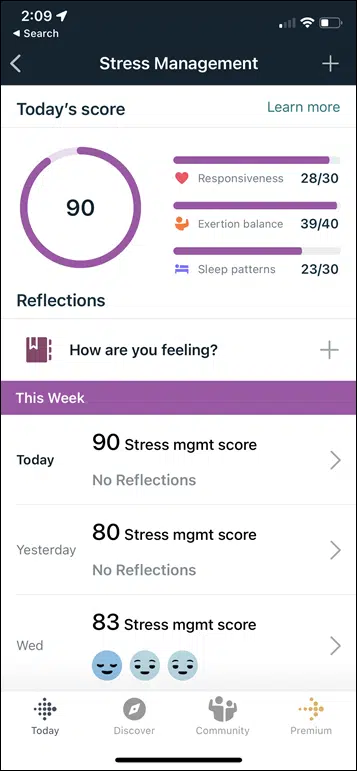 2:09
Search
Stress Management
Today's score
Learn more
90
Responsiveness 28/30
Exertion balance 39/40
Sleep patterns 23/30
Reflections
How are you feeling?
This Week
Today
90 Stress mgmt score
No Reflections
Yesterday
80 Stress mgmt score
No Reflections
Wed
83 Stress mgmt score
Today
Discover
Community
Premium